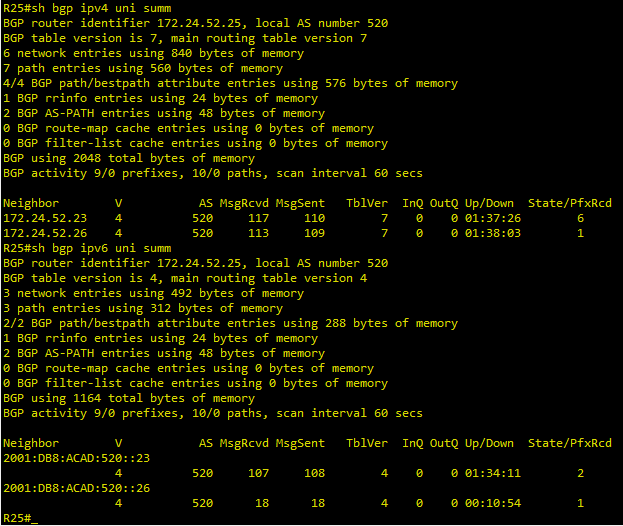 R25#sh bgp ipv4 uni summ
BGP router identifier 172.24.52.25, local AS number 520
BGP table version is 7, main routing table version 7
6 network entries using 840 bytes of memory
7 path entries using 560 bytes of memory
4/4 BGP path/bestpath attribute entries using 576 bytes of memory
1 BGP rrinfo entries using 24 bytes of memory
2 BGP AS-PATH entries using 48 bytes of memory
0 BGP route-map cache entries using 0 bytes of memory
0 BGP filter-list cache entries using 0 bytes of memory
BGP using 2048 total bytes of memory
BGP activity 9/0 prefixes, 10/0 paths, scan interval 60 secs
Neighbor        V           AS MsgRcvd MsgSent   TblVer  InQ OutQ Up/Down  State/PfxRcd
172.24.52.23    4          520     117     110        7    0    0 01:37:26        6
172.24.52.26    4          520     113     109        7    0    0 01:38:03        1
R25#sh bgp ipv6 uni summ
BGP router identifier 172.24.52.25, local AS number 520
BGP table version is 4, main routing table version 4
3 network entries using 492 bytes of memory
3 path entries using 312 bytes of memory
2/2 BGP path/bestpath attribute entries using 288 bytes of memory
1 BGP rrinfo entries using 24 bytes of memory
2 BGP AS-PATH entries using 48 bytes of memory
0 BGP route-map cache entries using 0 bytes of memory
0 BGP filter-list cache entries using 0 bytes of memory
BGP using 1164 total bytes of memory
BGP activity 9/0 prefixes, 10/0 paths, scan interval 60 secs
Neighbor        V           AS MsgRcvd MsgSent   TblVer  InQ OutQ Up/Down  State/PfxRcd
2001:DB8:ACAD:520::23
                4          520     107     108        4    0    0 01:34:11        2
2001:DB8:ACAD:520::26
                4          520      18      18        4    0    0 00:10:54        1
R25#_